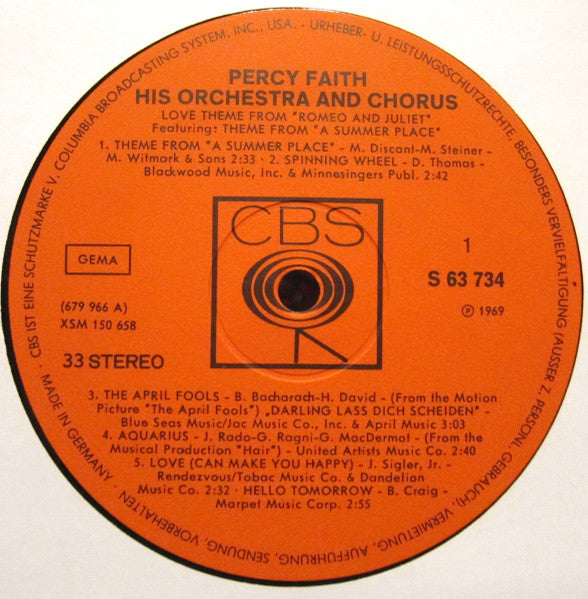 CBS IST EINE SCHUTZMARKE V. COLUMBIA BROADCASTING SYSTEM, INC., USA. - URHEBER- U. LEISTUNGSSCHUTZRECHTE, BESONDERS VERVIELFÄLTIGUNG (AUSSER Z. PERSÖNL. GEBRAUCH), VERMIETUNG, AUFFÜHRUNG, SENDUNG, VORBEHALTEN
· MADE IN GERMANY ·
PERCY FAITH
HIS ORCHESTRA AND CHORUS
LOVE THEME FROM "ROMEO AND JULIET"
Featuring: THEME FROM "A SUMMER PLACE"
1. THEME FROM "A SUMMER PLACE" - M. Discant-M. Steiner -
M. Witmark & Sons 2:33 · 2. SPINNING WHEEL - D. Thomas -
Blackwood Music, Inc. & Minnesingers Publ. 2:42
CBS
GEMA
1
S 63 734
(679 966 A)
XSM 150 658
℗ 1969
33 STEREO
3. THE APRIL FOOLS - B. Bacharach-H. David - (From the Motion
Picture "The April Fools") „DARLING LASS DICH SCHEIDEN" -
Blue Seas Music/Jac Music Co., Inc. & April Music 3:03
4. AQUARIUS - J. Rado-G. Ragni-G. MacDermot - (From the
Musical Production "Hair") - United Artists Music Co. 2:40
5. LOVE (CAN MAKE YOU HAPPY) - J. Sigler, Jr. -
Rendezvous/Tobac Music Co. & Dandelion
Music Co. 2:32 · HELLO TOMORROW - B. Craig -
Marpet Music Corp. 2:55